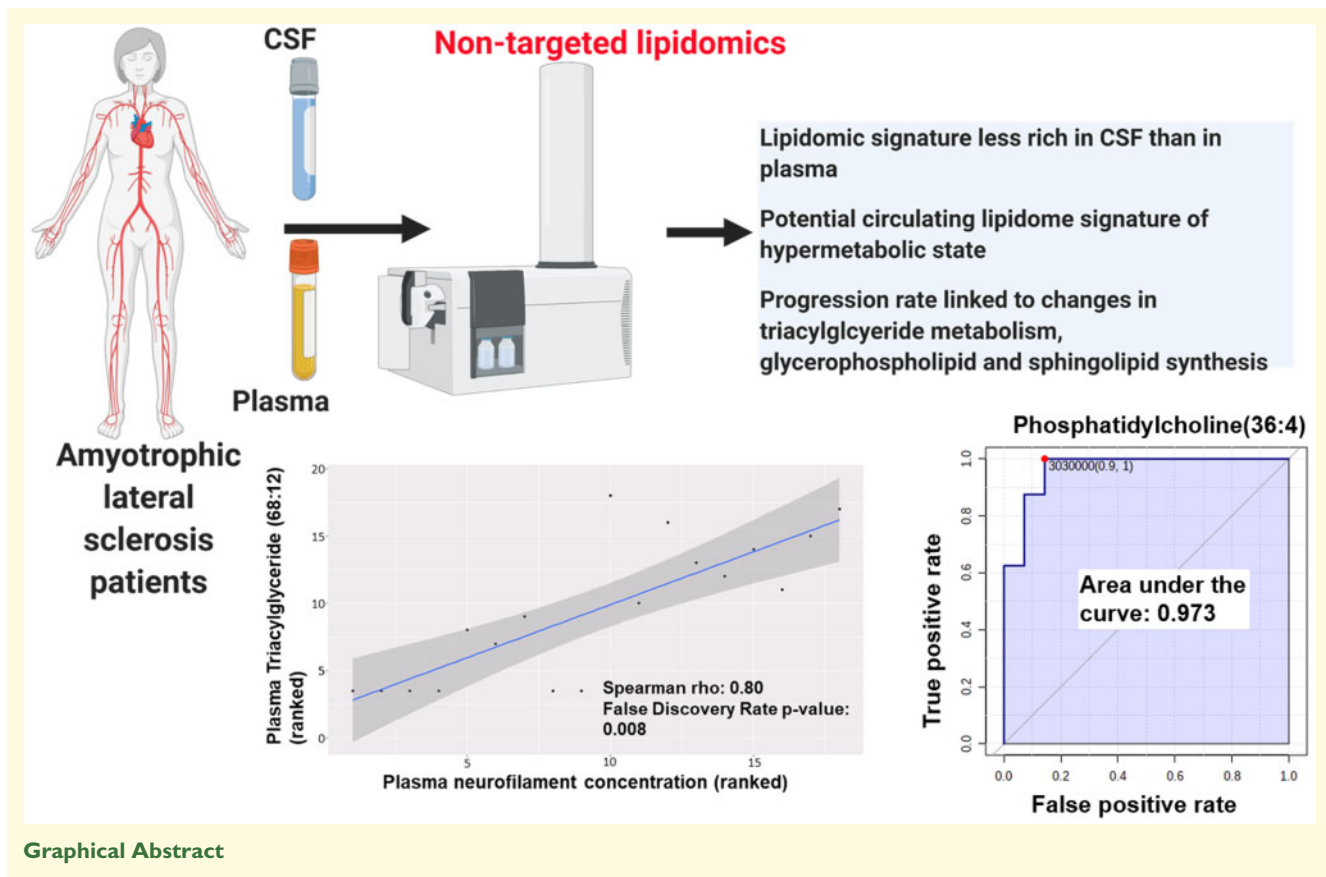 CSF
Non-targeted lipidomics
Plasma
Amyotrophic
lateral
sclerosis
patients
Lipidomic signature less rich in CSF than in
plasma
Potential circulating lipidome signature of
hypermetabolic state
Progression rate linked to changes in
triacylglcyeride metabolism,
glycerophospholipid and sphingolipid synthesis
Plasma Triacylglyceride (68:12)
(ranked)
20
15
10
5
0
Spearman rho: 0.80
False Discovery Rate p-value:
0.008
5
10
15
Plasma neurofilament concentration (ranked)
Phosphatidylcholine(36:4)
True positive rate
1.0
0.8
0.6
0.4
0.2
0.0
3030000(0.9, 1)
Area under the
curve: 0.973
0.0
0.2
0.4
0.6
0.8
1.0
False positive rate
Graphical Abstract